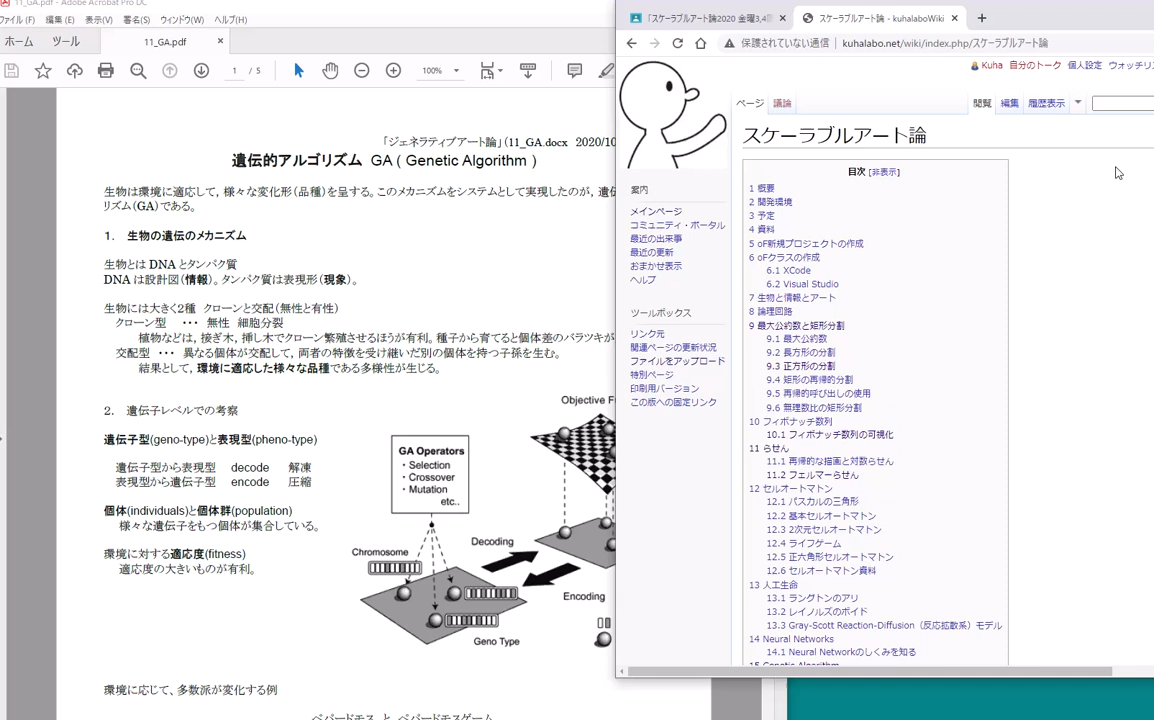 11_GA.pdf - Adobe Acrobat Pro DC
ファイル(F) 編集(E) 表示(V) 署名(S) ウィンドウ(W) ヘルプ(H)
ホーム ツール 11_GA.pdf ×
1 / 5 100%
「ジェネラティブアート論」(11_GA.docx 2020/10
遺伝的アルゴリズム GA ( Genetic Algorithm )
生物は環境に適応して，様々な変化形（品種）を呈する。このメカニズムをシステムとして実現したのが，遺伝
リズム(GA)である。
1. 生物の遺伝のメカニズム
生物とは DNA とタンパク質
DNA は設計図（情報）。タンパク質は表現形（現象）。
生物には大きく2種 クローンと交配（無性と有性）
クローン型 ・・・ 無性 細胞分裂
植物などは，接ぎ木，挿し木でクローン繁殖させるほうが有利。種子から育てると個体差のバラツキが
交配型 ・・・ 異なる個体が交配して，両者の特徴を受け継いだ別の個体を持つ子孫を生む。
結果として，環境に適応した様々な品種である多様性が生じる。
2. 遺伝子レベルでの考察
遺伝子型(geno-type)と表現型(pheno-type)
遺伝子型から表現型 decode 解凍
表現型から遺伝子型 encode 圧縮
個体(individuals)と個体群(population)
様々な遺伝子をもつ個体が集合している。
環境に対する適応度(fitness)
適応度の大きいものが有利。
Objective F
GA Operators
・Selection
・Crossover
・Mutation
etc..
Chromosome
Decoding
Encoding
Geno Type
環境に応じて、多数派が変化する例
ペパードモス と ペパードモスゲーム
「スケーラブルアート論2020 金曜3,4 ×
スケーラブルアート論 - kuhalaboWiki ×
保護されていない通信 | kuhalabo.net/wiki/index.php/スケーラブルアート論
Kuha 自分のトーク 個人設定 ウォッチリ
ページ 議論 閲覧 編集 履歴表示
スケーラブルアート論
案内
メインページ
コミュニティ・ポータル
最近の出来事
最近の更新
おまかせ表示
ヘルプ
ツールボックス
リンク元
関連ページの更新状況
ファイルをアップロード
特別ページ
印刷用バージョン
この版への固定リンク
目次 [非表示]
1 概要
2 開発環境
3 予定
4 資料
5 oF新規プロジェクトの作成
6 oFクラスの作成
6.1 XCode
6.2 Visual Studio
7 生物と情報とアート
8 論理回路
9 最大公約数と矩形分割
9.1 最大公約数
9.2 長方形の分割
9.3 正方形の分割
9.4 矩形の再帰的分割
9.5 再帰的呼び出しの使用
9.6 無理数比の矩形分割
10 フィボナッチ数列
10.1 フィボナッチ数列の可視化
11 らせん
11.1 再帰的な描画と対数らせん
11.2 フェルマーらせん
12 セルオートマトン
12.1 パスカルの三角形
12.2 基本セルオートマトン
12.3 2次元セルオートマトン
12.4 ライフゲーム
12.5 正六角形セルオートマトン
12.6 セルオートマトン資料
13 人工生命
13.1 ラングトンのアリ
13.2 レイノルズのボイド
13.3 Gray-Scott Reaction-Diffusion（反応拡散系）モデル
14 Neural Networks
14.1 Neural Networkのしくみを知る
15 Genetic Algorithm